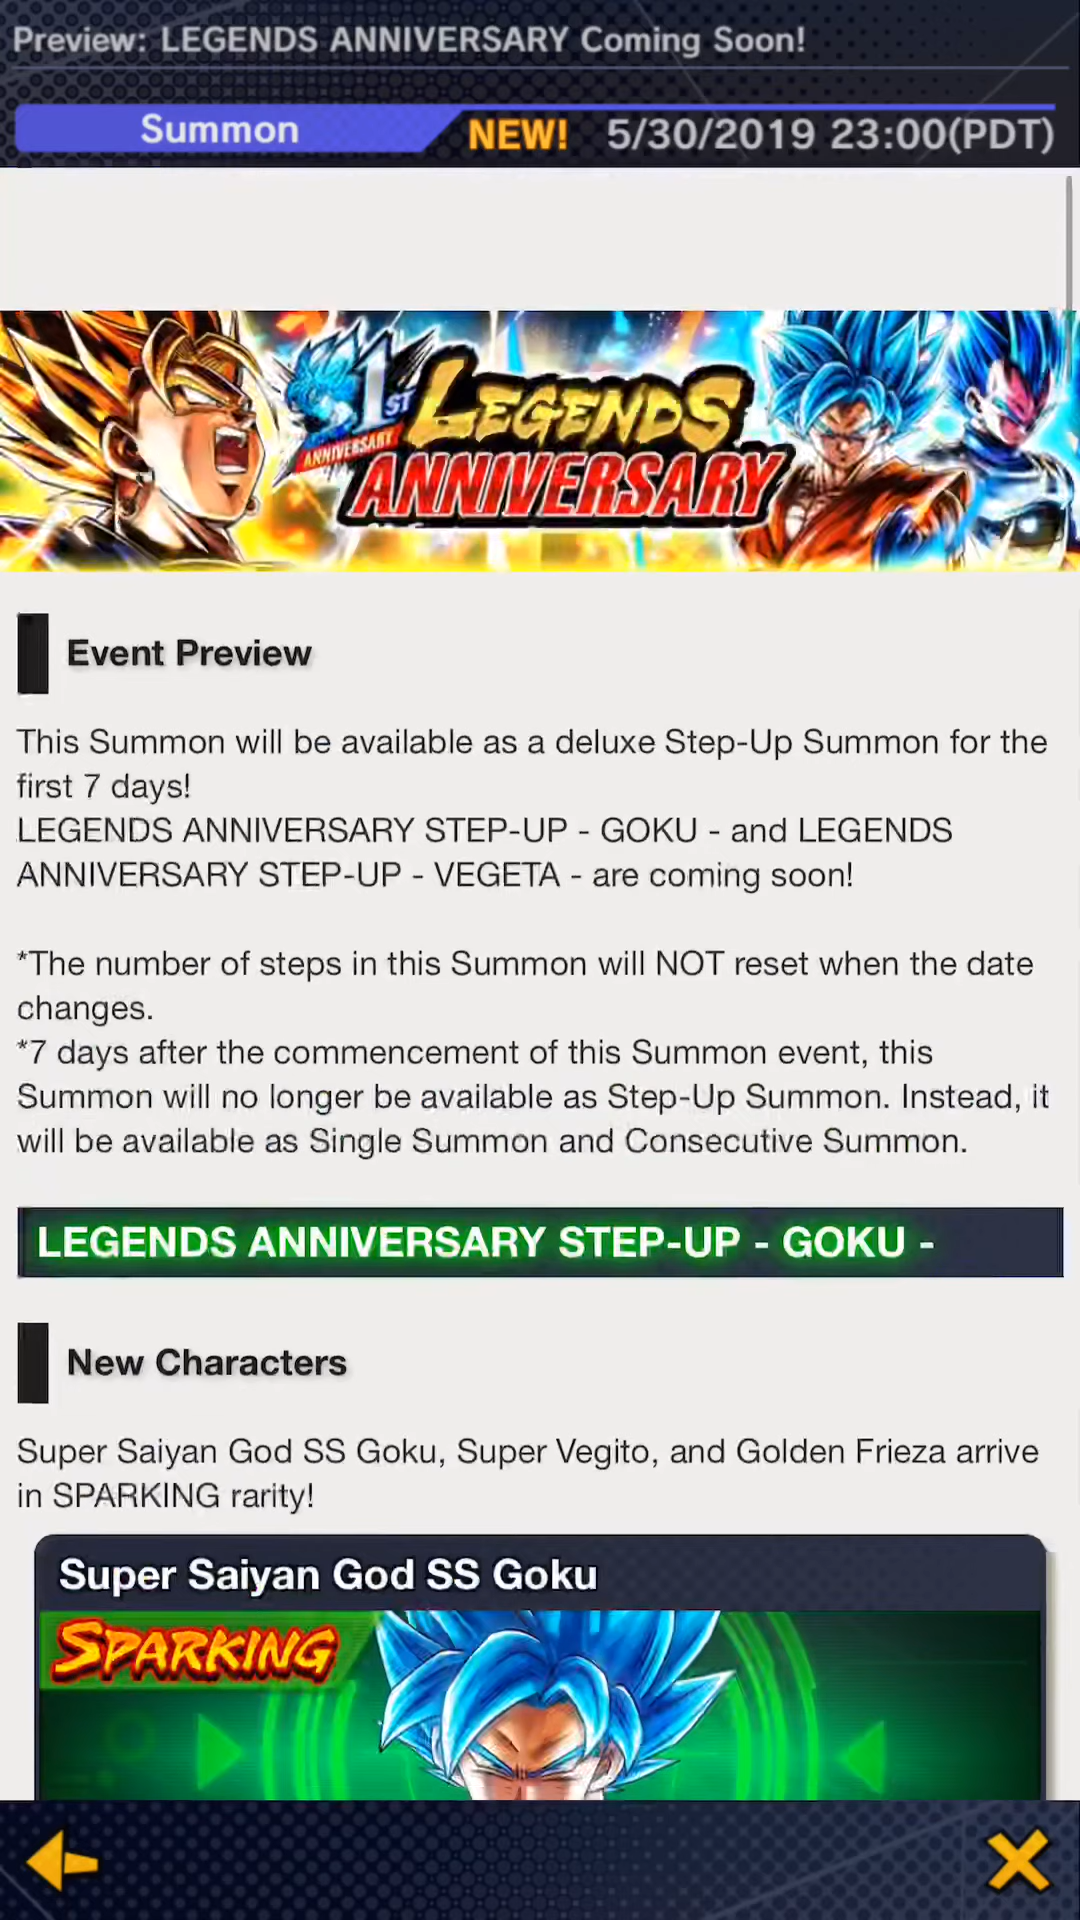 Preview: LEGENDS ANNIVERSARY Coming Soon!
Summon NEW! 5/30/2019 23:00(PDT)
1ST ANNIVERSARY
LEGENDS
ANNIVERSARY
Event Preview
This Summon will be available as a deluxe Step-Up Summon for the
first 7 days!
LEGENDS ANNIVERSARY STEP-UP - GOKU - and LEGENDS
ANNIVERSARY STEP-UP - VEGETA - are coming soon!
*The number of steps in this Summon will NOT reset when the date
changes.
*7 days after the commencement of this Summon event, this
Summon will no longer be available as Step-Up Summon. Instead, it
will be available as Single Summon and Consecutive Summon.
LEGENDS ANNIVERSARY STEP-UP - GOKU -
New Characters
Super Saiyan God SS Goku, Super Vegito, and Golden Frieza arrive
in SPARKING rarity!
Super Saiyan God SS Goku
SPARKING